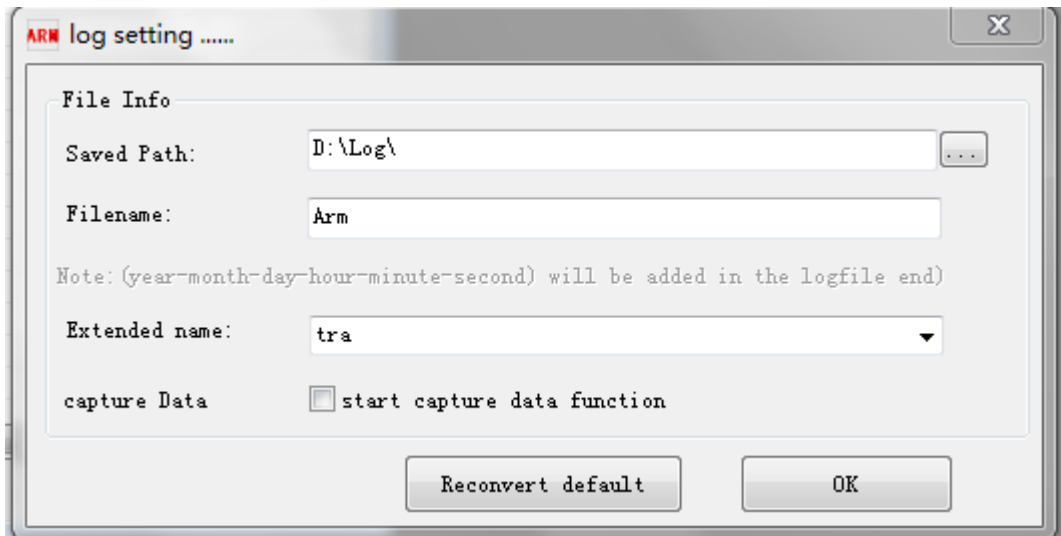 ARM log setting ......
File Info
Saved Path: D:\Log\ ...
Filename: Arm
Note:(year-month-day-hour-minute-second) will be added in the logfile end)
Extended name: tra
capture Data start capture data function
Reconvert default OK